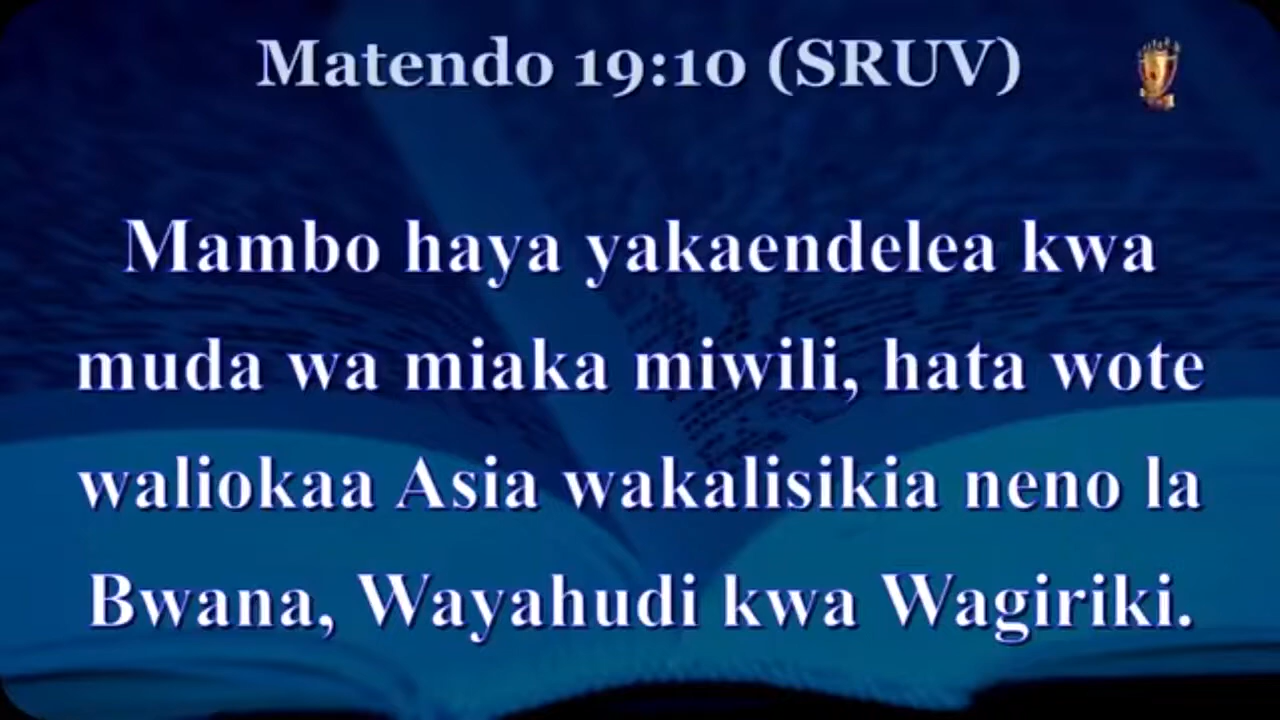 Matendo 19:10 (SRUV)
Mambo haya yakaendelea kwa
muda wa miaka miwili, hata wote
waliokaa Asia wakalisikia neno la
Bwana, Wayahudi kwa Wagiriki.